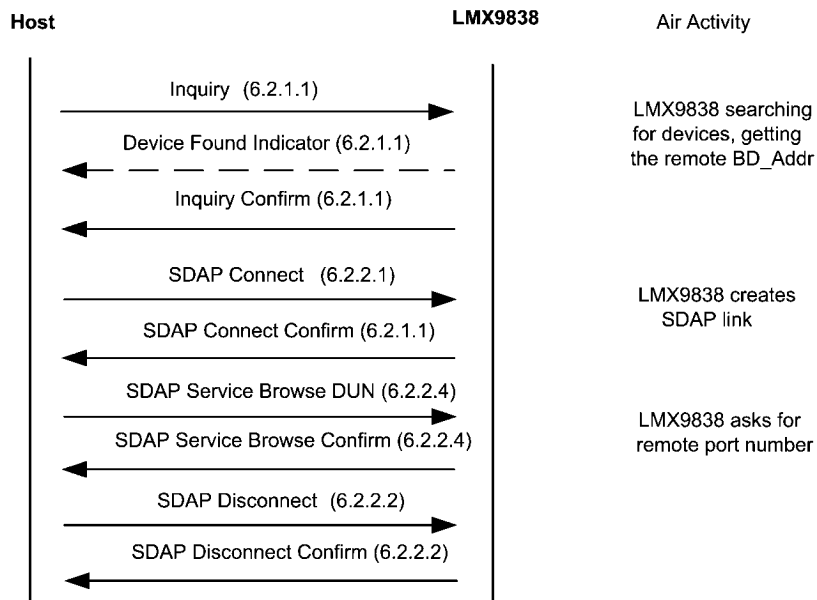 Host
LMX9838
Air Activity
Inquiry (6.2.1.1)
LMX9838 searching
for devices, getting
the remote BD_Addr
Device Found Indicator (6.2.1.1)
Inquiry Confirm (6.2.1.1)
SDAP Connect (6.2.2.1)
LMX9838 creates
SDAP link
SDAP Connect Confirm (6.2.1.1)
SDAP Service Browse DUN (6.2.2.4)
LMX9838 asks for
remote port number
SDAP Service Browse Confirm (6.2.2.4)
SDAP Disconnect (6.2.2.2)
SDAP Disconnect Confirm (6.2.2.2)